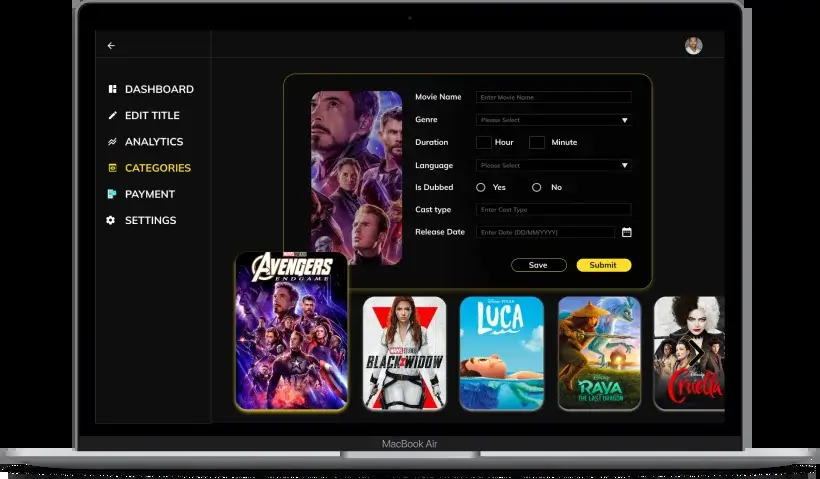 DASHBOARD
EDIT TITLE
ANALYTICS
CATEGORIES
PAYMENT
SETTINGS
Movie Name
Enter Movie Name
Genre
Please Select
Duration
Hour
Minute
Language
Please Select
Is Dubbed
Yes
No
Cast type
Enter Cast Type
Release Date
Enter Date (DD/MM/YYYY)
Save
Submit
MARVEL STUDIOS
AVENGERS
ENDGAME
MARVEL STUDIOS
BLACK WIDOW
DISNEY PIXAR
LUCA
Disney
RAYA
AND THE LAST DRAGON
Disney
Cruella
MacBook Air